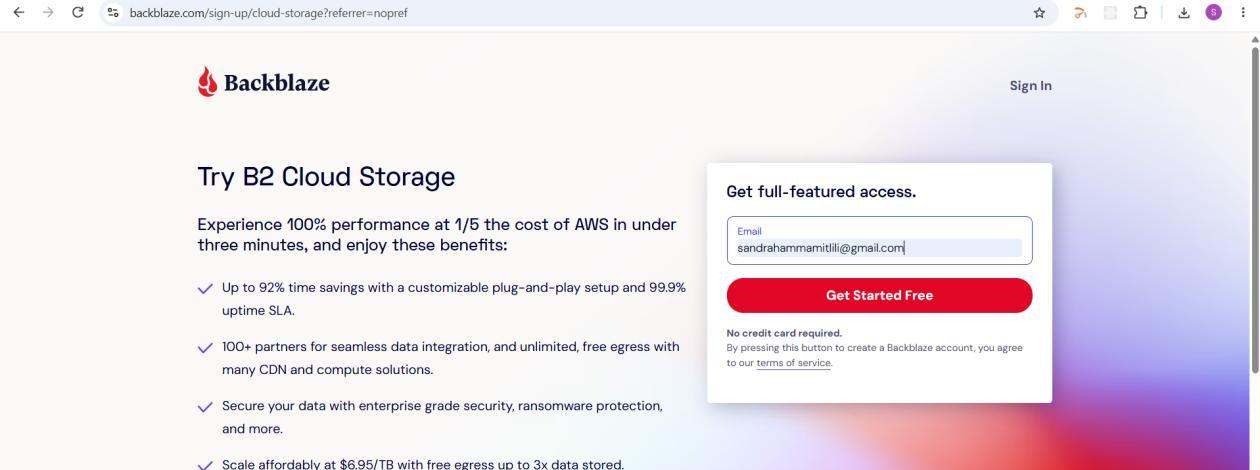 backblaze.com/sign-up/cloud-storage?referrer=nopref
S
Backblaze
Sign In
Try B2 Cloud Storage
Experience 100% performance at 1/5 the cost of AWS in under
three minutes, and enjoy these benefits:
Up to 92% time savings with a customizable plug-and-play setup and 99.9%
uptime SLA.
100+ partners for seamless data integration, and unlimited, free egress with
many CDN and compute solutions.
Secure your data with enterprise grade security, ransomware protection,
and more.
Scale affordably at $6.95/TB with free egress up to 3x data stored.
Get full-featured access.
Email
sandrahammamitlili@gmail.com
Get Started Free
No credit card required.
By pressing this button to create a Backblaze account, you agree
to our terms of service.